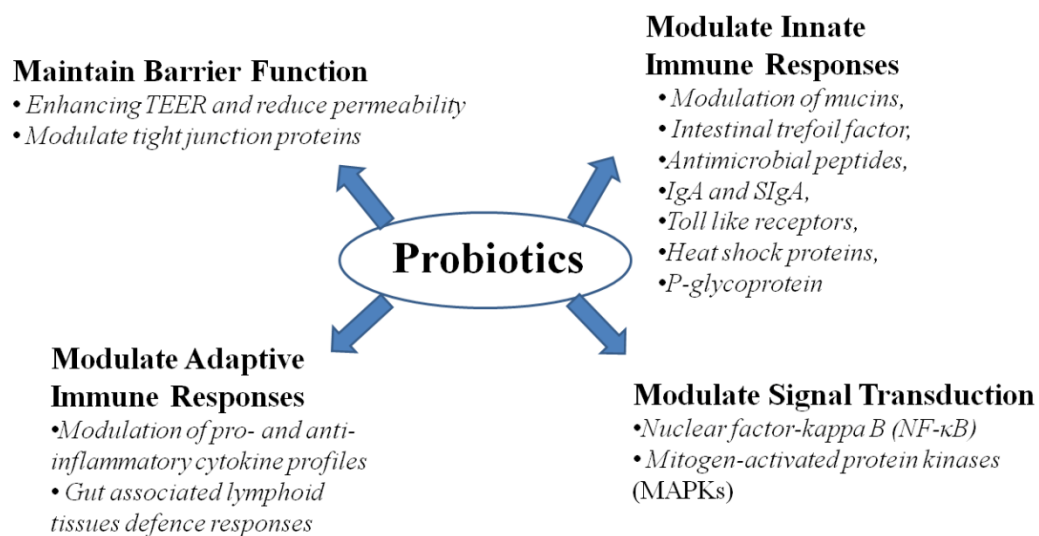 Maintain Barrier Function
• Enhancing TEER and reduce permeability
• Modulate tight junction proteins
Modulate Innate
Immune Responses
• Modulation of mucins,
• Intestinal trefoil factor,
•Antimicrobial peptides,
•IgA and SIgA,
•Toll like receptors,
•Heat shock proteins,
•P-glycoprotein
Probiotics
Modulate Adaptive
Immune Responses
•Modulation of pro- and anti-
inflammatory cytokine profiles
• Gut associated lymphoid
tissues defence responses
Modulate Signal Transduction
•Nuclear factor-kappa B (NF-κB)
• Mitogen-activated protein kinases
(MAPKs)